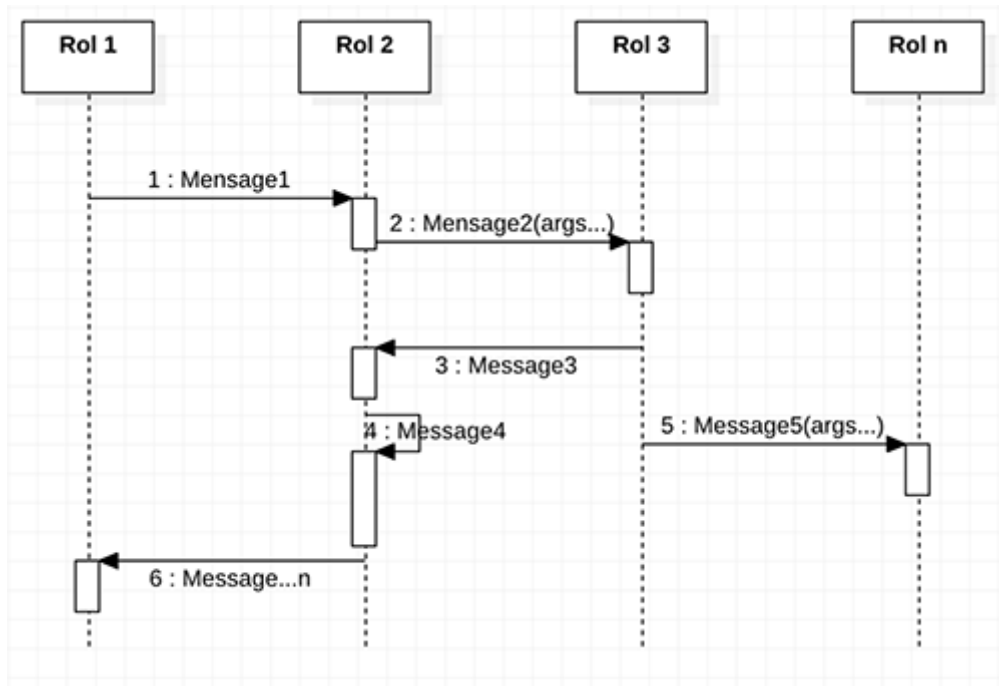 Rol 1
Rol 2
Rol 3
Rol n
1 : Mensage1
2 : Mensage2(args...)
3 : Message3
4 : Message4
5 : Message5(args...)
6 : Message...n